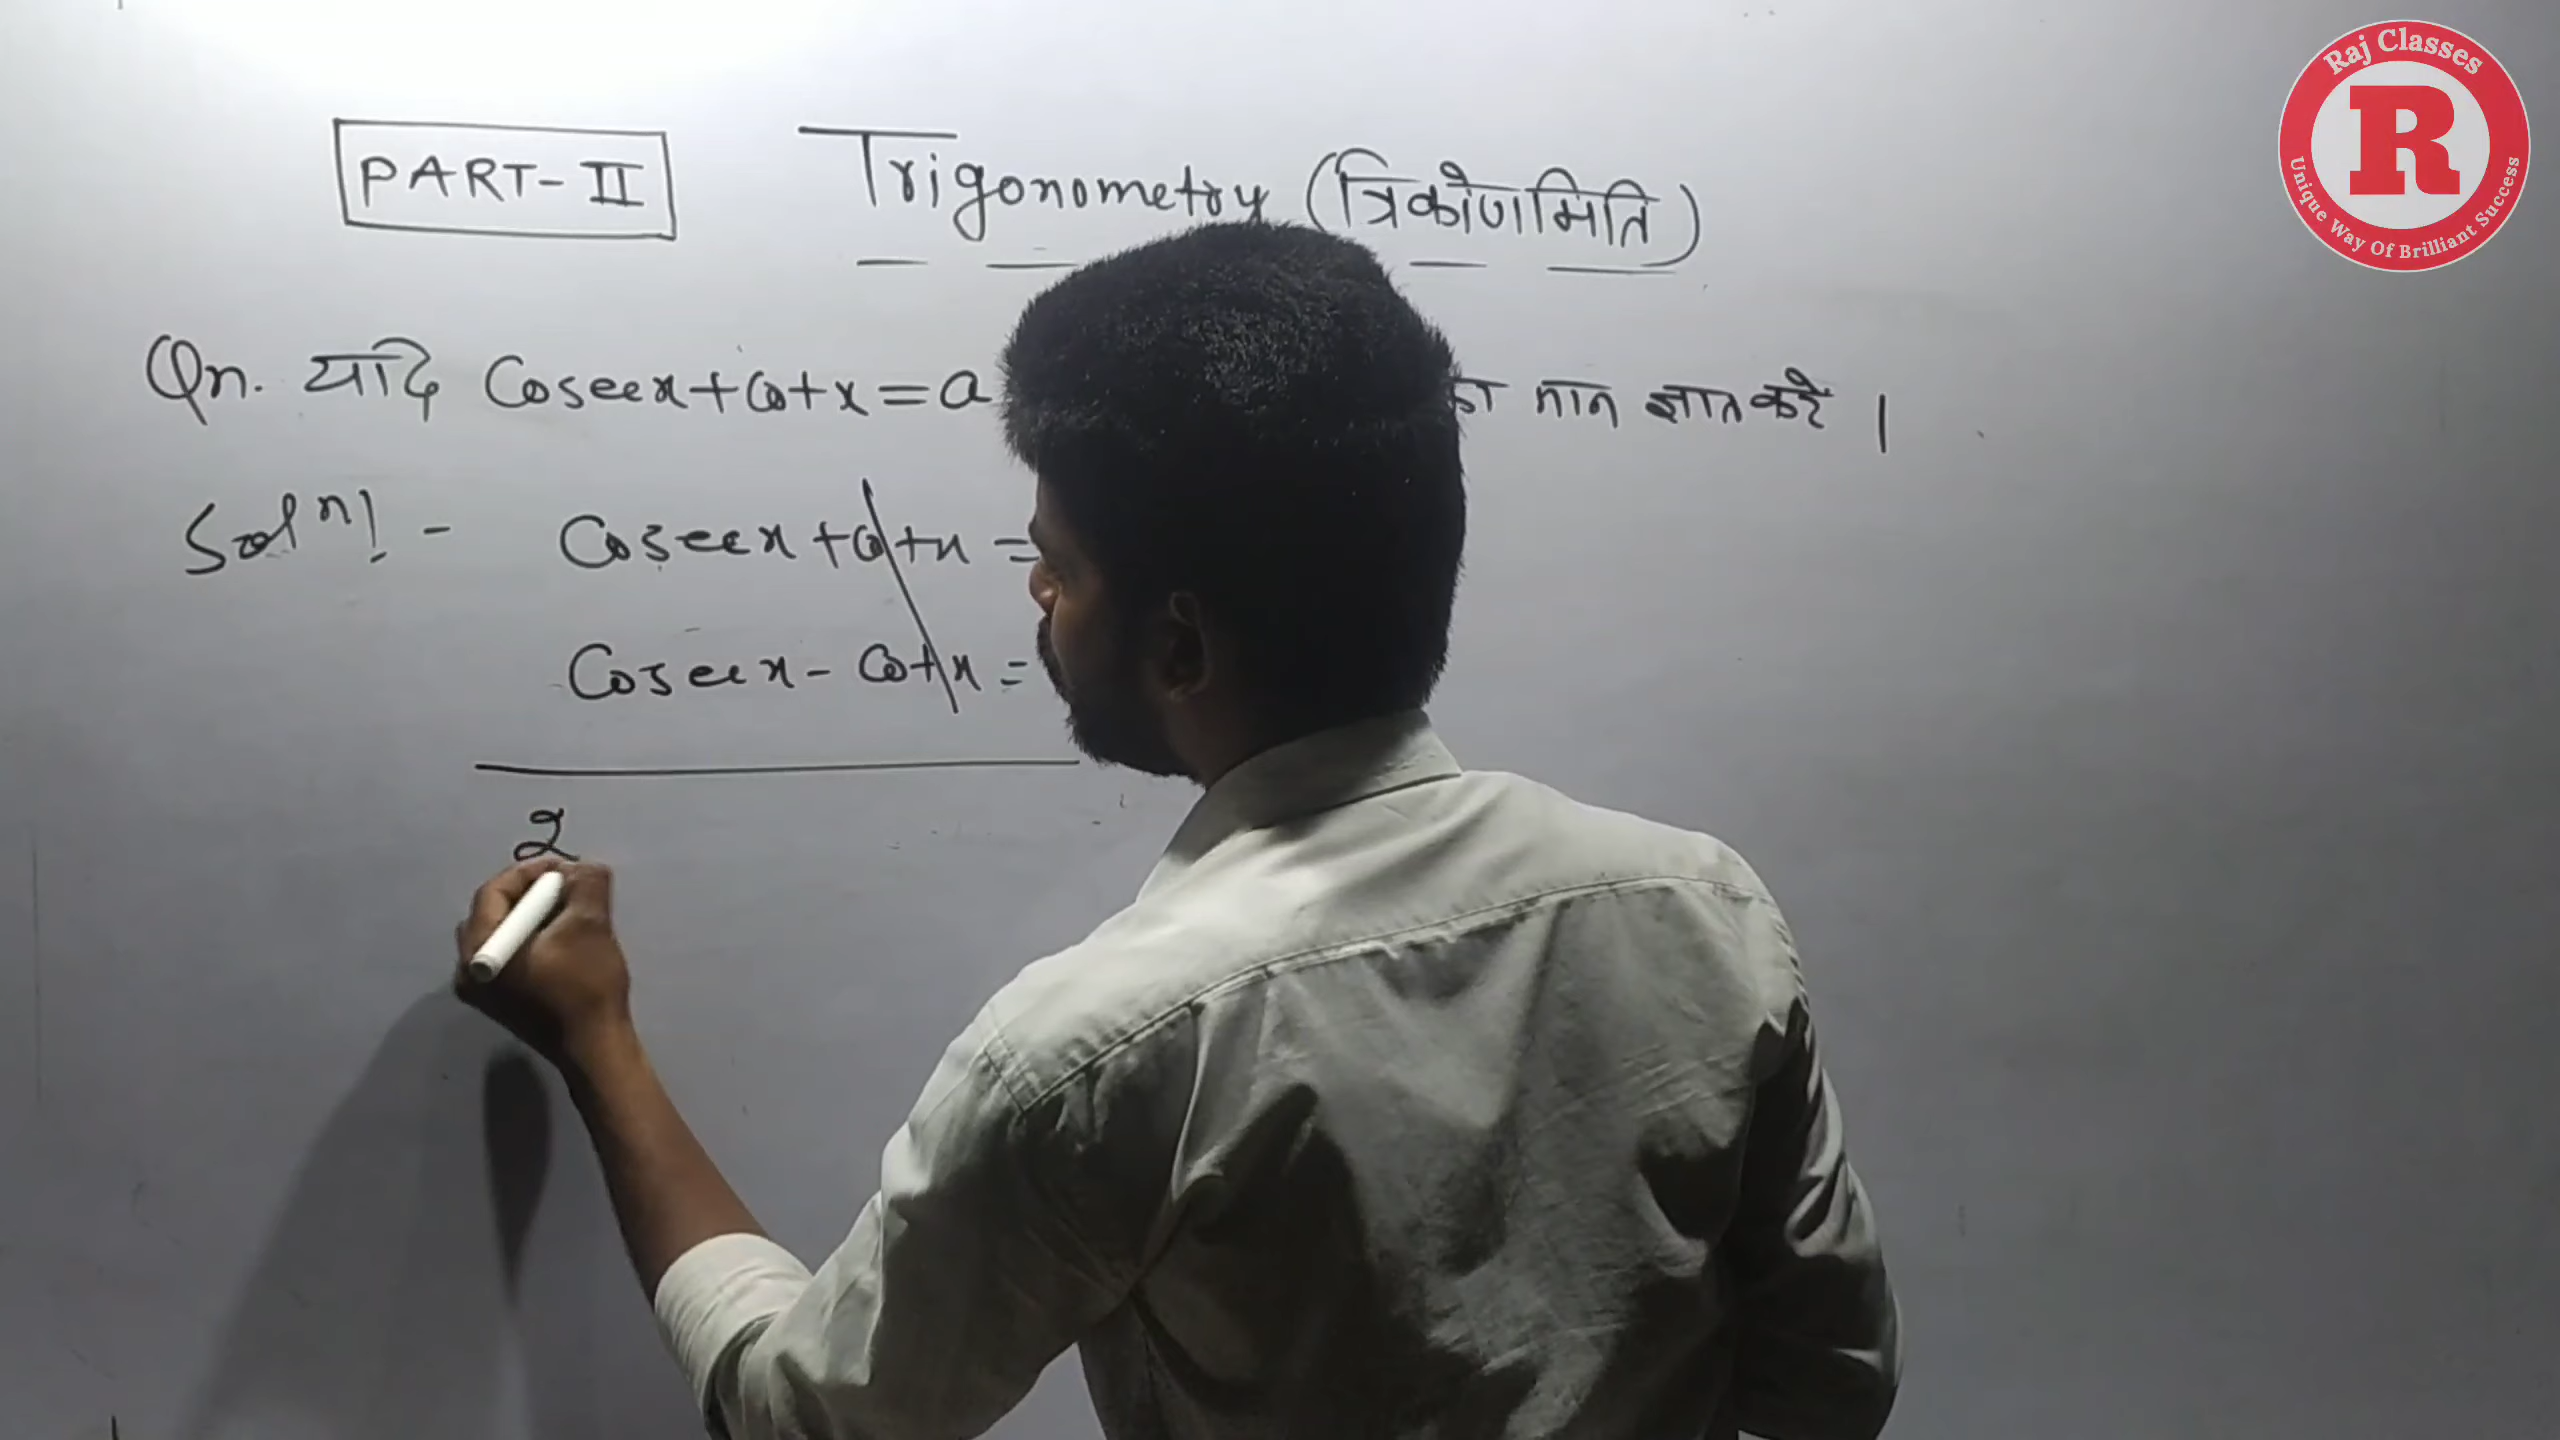 PART-II Trigonometry (त्रिकोणमिति)
Raj Classes
R
Unique Way Of Brilliant Success
Qn. यदि Cosecx+cotx=a का मान ज्ञात करें ।
Solⁿ! - Cosecx+cotx =
Cosecx- Cotx =
2